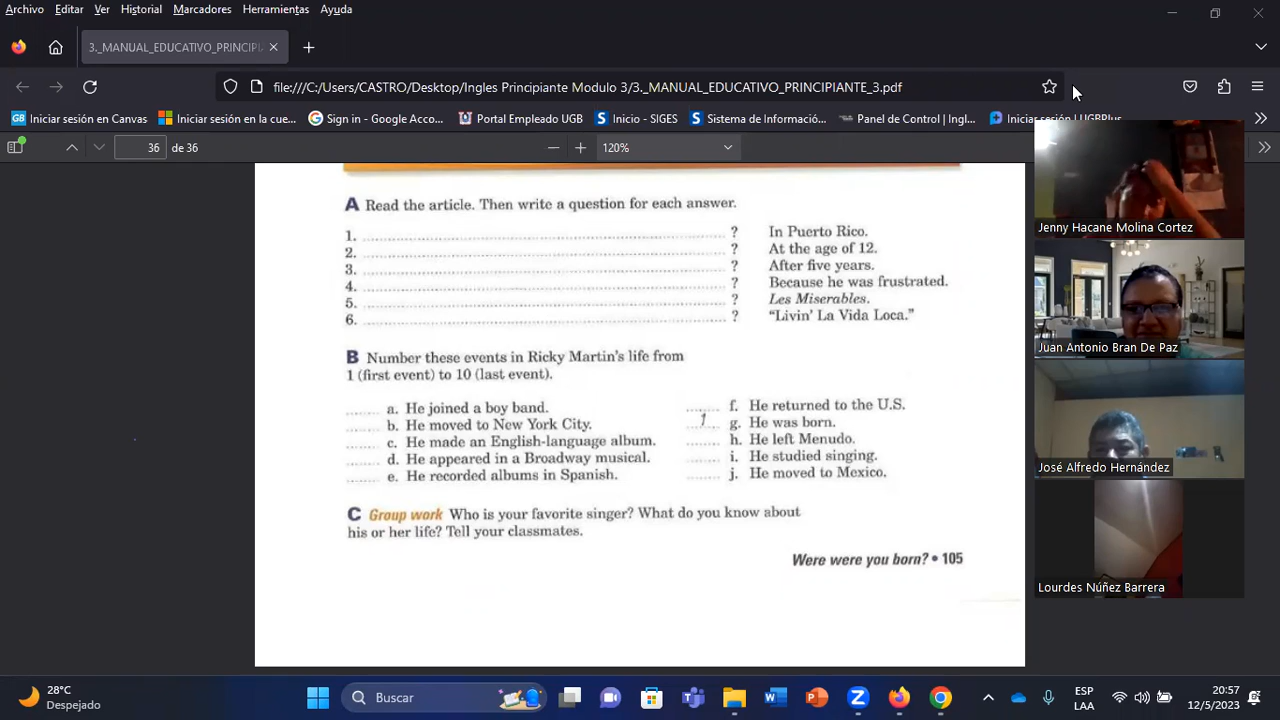 Archivo Editar Ver Historial Marcadores Herramientas Ayuda
3._MANUAL_EDUCATIVO_PRINCIPI
file:///C:/Users/CASTRO/Desktop/Ingles Principiante Modulo 3/3._MANUAL_EDUCATIVO_PRINCIPIANTE_3.pdf
Iniciar sesión en Canvas Iniciar sesión en la cue... Sign in - Google Acco... Portal Empleado UGB Inicio - SIGES Sistema de Informació... Panel de Control | Ingl... Iniciar sesión | UGBPlus
36 de 36 120%
A Read the article. Then write a question for each answer.
1. ? In Puerto Rico.
2. ? At the age of 12.
3. ? After five years.
4. ? Because he was frustrated.
5. ? Les Miserables.
6. ? "Livin' La Vida Loca."
B Number these events in Ricky Martin's life from
1 (first event) to 10 (last event).
a. He joined a boy band.
b. He moved to New York City.
c. He made an English-language album.
d. He appeared in a Broadway musical.
e. He recorded albums in Spanish.
f. He returned to the U.S.
1 g. He was born.
h. He left Menudo.
i. He studied singing.
j. He moved to Mexico.
C Group work Who is your favorite singer? What do you know about
his or her life? Tell your classmates.
Were were you born? • 105
Jenny Hacane Molina Cortez
Juan Antonio Bran De Paz
José Alfredo Hernández
Lourdes Núñez Barrera
28°C
Despejado
Buscar
ESP
LAA
20:57
12/5/2023